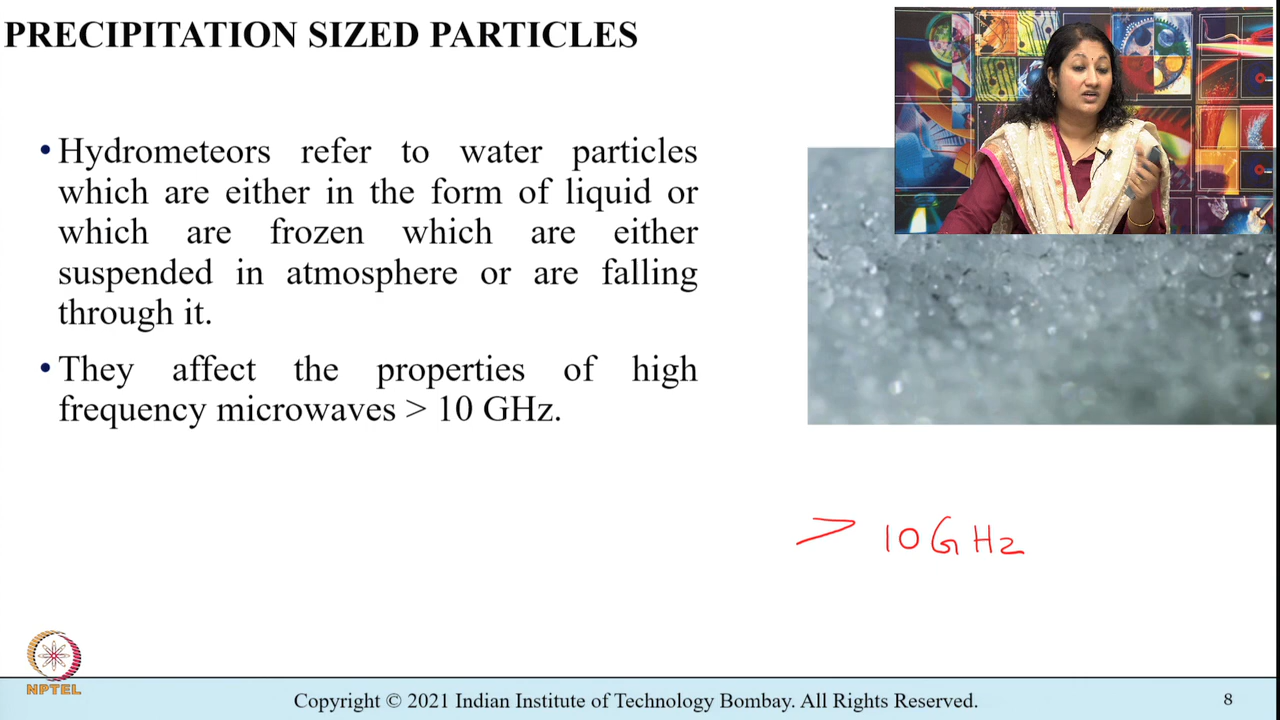 PRECIPITATION SIZED PARTICLES
• Hydrometeors refer to water particles
which are either in the form of liquid or
which are frozen which are either
suspended in atmosphere or are falling
through it.
• They affect the properties of high
frequency microwaves > 10 GHz.
> 10GHz
NPTEL
Copyright © 2021 Indian Institute of Technology Bombay. All Rights Reserved.
8